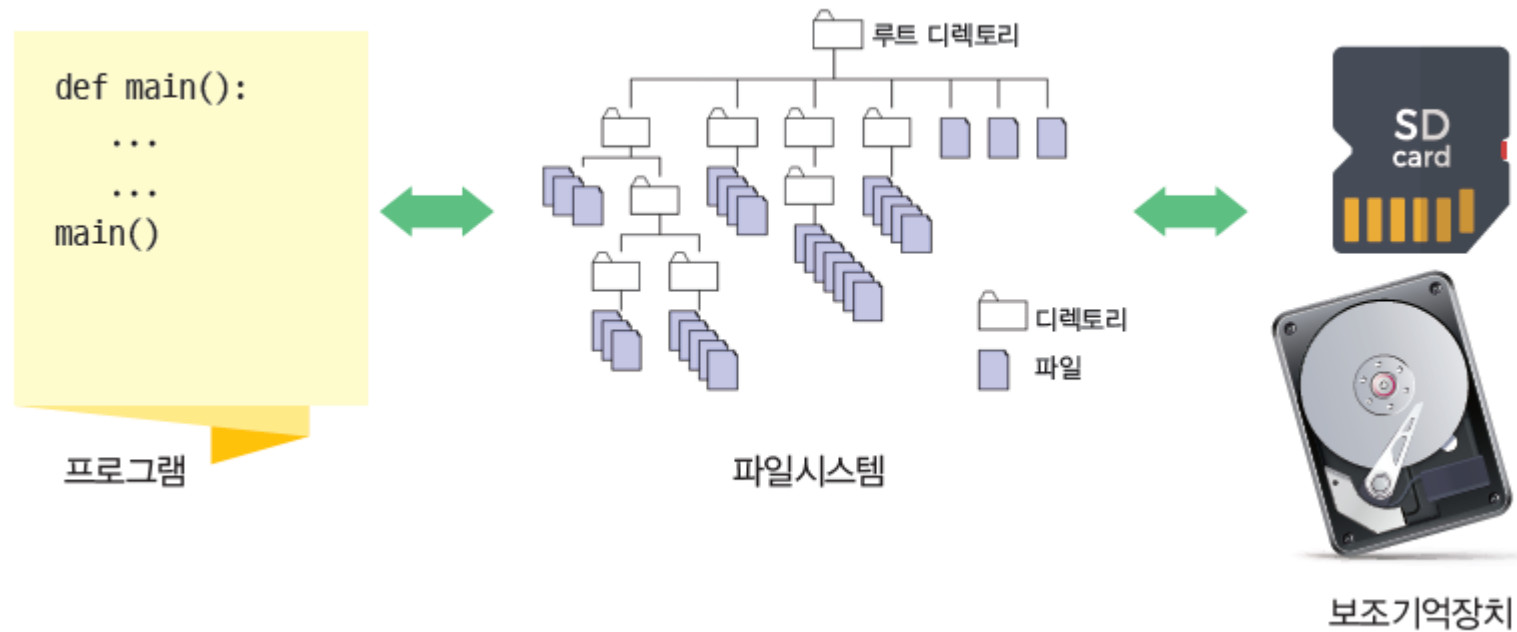 def main():
...
...
main()
프로그램
루트 디렉토리
디렉토리
파일
파일시스템
SD
card
보조기억장치